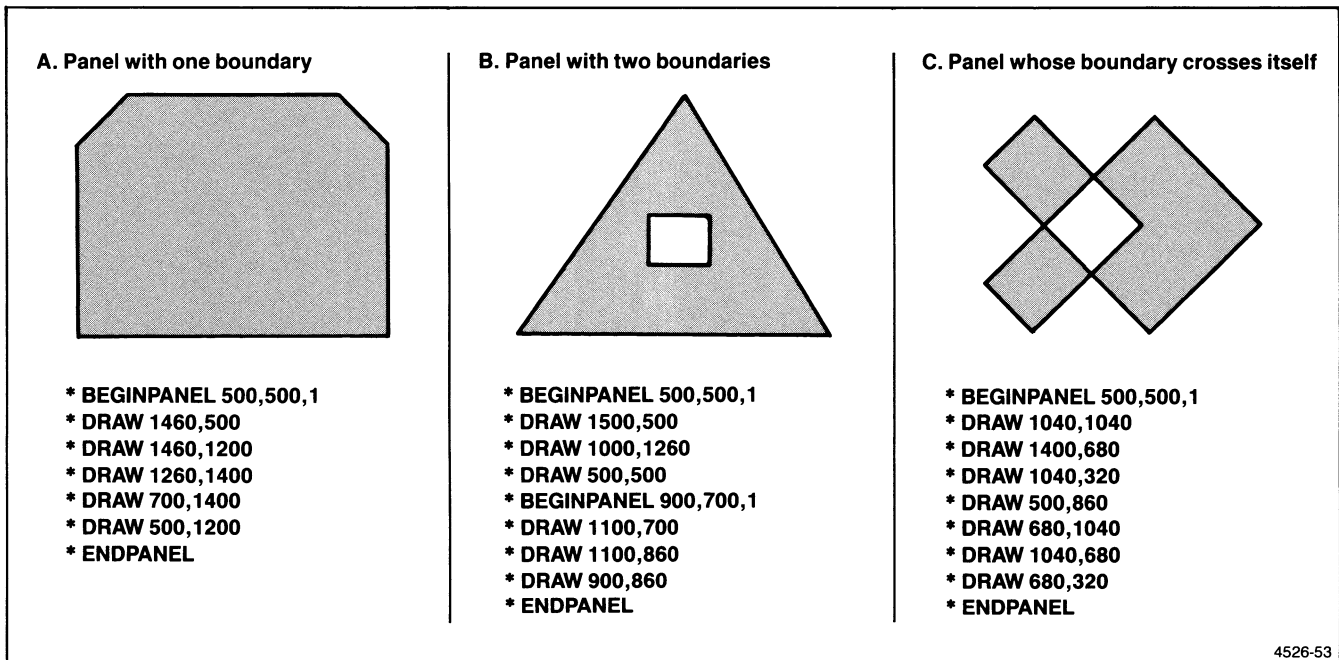 A. Panel with one boundary
* BEGINPANEL 500,500,1
* DRAW 1460,500
* DRAW 1460,1200
* DRAW 1260,1400
* DRAW 700,1400
* DRAW 500,1200
* ENDPANEL
B. Panel with two boundaries
* BEGINPANEL 500,500,1
* DRAW 1500,500
* DRAW 1000,1260
* DRAW 500,500
* BEGINPANEL 900,700,1
* DRAW 1100,700
* DRAW 1100,860
* DRAW 900,860
* ENDPANEL
C. Panel whose boundary crosses itself
* BEGINPANEL 500,500,1
* DRAW 1040,1040
* DRAW 1400,680
* DRAW 1040,320
* DRAW 500,860
* DRAW 680,1040
* DRAW 1040,680
* DRAW 680,320
* ENDPANEL
4526-53